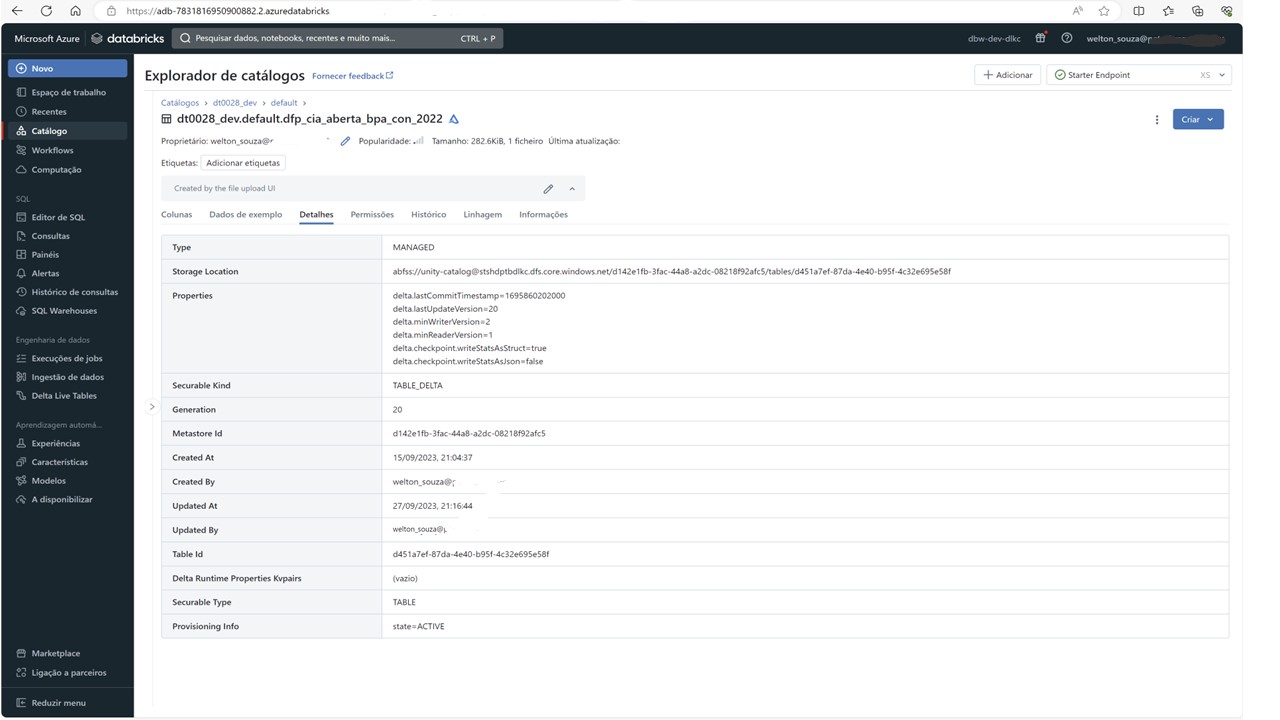 https://adb-7831816950900882.2.azuredatabricks
Microsoft Azure databricks Pesquisar dados, notebooks, recentes e muito mais... CTRL + P dbw-dev-dlkc welton_souza@
Novo
Espaço de trabalho
Recentes
Catálogo
Workflows
Computação
SQL
Editor de SQL
Consultas
Painéis
Alertas
Histórico de consultas
SQL Warehouses
Engenharia de dados
Execuções de jobs
Ingestão de dados
Delta Live Tables
Aprendizagem automá...
Experiências
Características
Modelos
A disponibilizar
Marketplace
Ligação a parceiros
Reduzir menu
Explorador de catálogos Fornecer feedback Adicionar Starter Endpoint XS
Catálogos > dt0028_dev > default >
dt0028_dev.default.dfp_cia_aberta_bpa_con_2022 Criar
Proprietário: welton_souza@ Popularidade: Tamanho: 282.6KiB, 1 ficheiro Última atualização:
Etiquetas: Adicionar etiquetas
Created by the file upload UI
Colunas Dados de exemplo Detalhes Permissões Histórico Linhagem Informações
Type MANAGED
Storage Location abfss://unity-catalog@stshdptbdlkc.dfs.core.windows.net/d142e1fb-3fac-44a8-a2dc-08218f92afc5/tables/d451a7ef-87da-4e40-b95f-4c32e695e58f
Properties delta.lastCommitTimestamp=1695860202000
delta.lastUpdateVersion=20
delta.minWriterVersion=2
delta.minReaderVersion=1
delta.checkpoint.writeStatsAsStruct=true
delta.checkpoint.writeStatsAsJson=false
Securable Kind TABLE_DELTA
Generation 20
Metastore Id d142e1fb-3fac-44a8-a2dc-08218f92afc5
Created At 15/09/2023, 21:04:37
Created By welton_souza@
Updated At 27/09/2023, 21:16:44
Updated By welton_souza@
Table Id d451a7ef-87da-4e40-b95f-4c32e695e58f
Delta Runtime Properties Kvpairs (vazio)
Securable Type TABLE
Provisioning Info state=ACTIVE